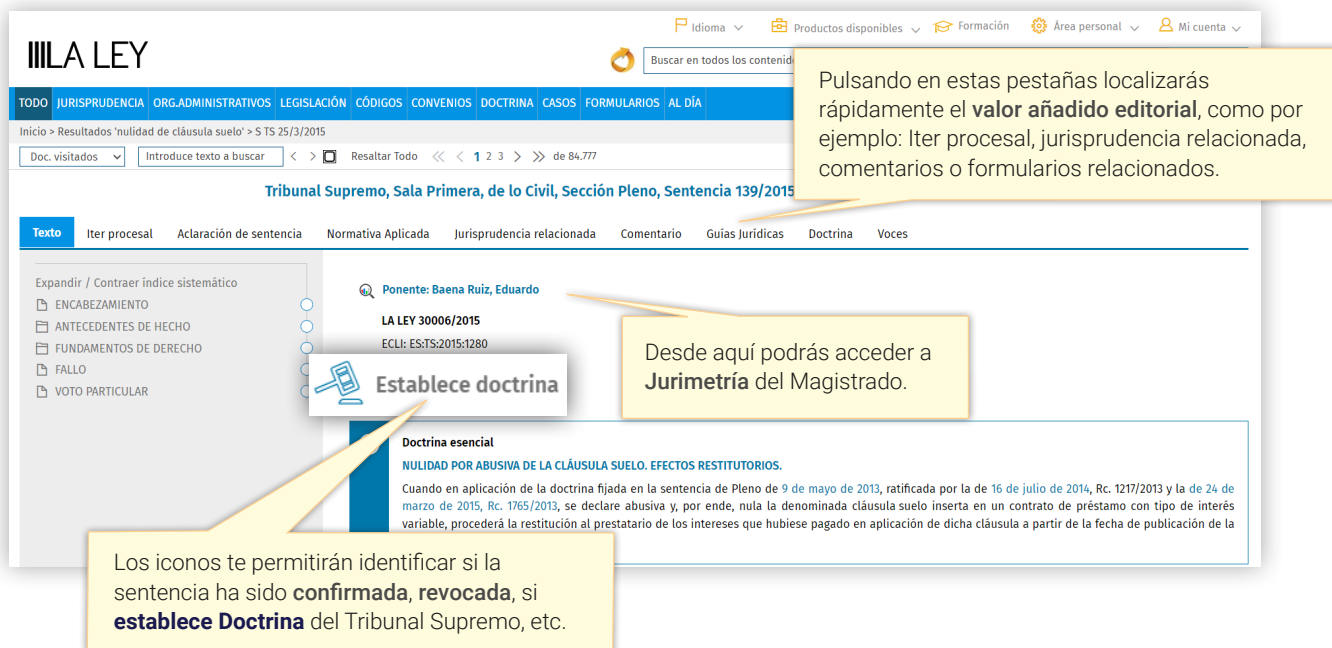 Idioma Productos disponibles Formación Área personal Mi cuenta
LA LEY
Buscar en todos los
TODO JURISPRUDENCIA ORG.ADMINISTRATIVOS LEGISLACIÓN CÓDIGOS CONVENIOS DOCTRINA CASOS FORMULARIOS AL DÍA
Pulsando en estas pestañas localizarás
rápidamente el valor añadido editorial, como por
ejemplo: Iter procesal, jurisprudencia relacionada,
comentarios o formularios relacionados.
Inicio > Resultados 'nulidad de cláusula suelo' > S TS 25/3/2015
Doc. visitados Introduce texto a buscar < > Resaltar Todo << < 1 2 3 > >> de 84.777
Tribunal Supremo, Sala Primera, de lo Civil, Sección Pleno, Sentencia 139/2015
Texto Iter procesal Aclaración de sentencia Normativa Aplicada Jurisprudencia relacionada Comentario Guías Jurídicas Doctrina Voces
Expandir / Contraer índice sistemático
ENCABEZAMIENTO
ANTECEDENTES DE HECHO
FUNDAMENTOS DE DERECHO
FALLO
VOTO PARTICULAR
Ponente: Baena Ruiz, Eduardo
LA LEY 30006/2015
ECLI: ES:TS:2015:1280
Establece doctrina
Desde aquí podrás acceder a
Jurimetría del Magistrado.
Doctrina esencial
NULIDAD POR ABUSIVA DE LA CLÁUSULA SUELO. EFECTOS RESTITUTORIOS.
Cuando en aplicación de la doctrina fijada en la sentencia de Pleno de 9 de mayo de 2013, ratificada por la de 16 de julio de 2014, Rc. 1217/2013 y la de 24 de
marzo de 2015, Rc. 1765/2013, se declare abusiva y, por ende, nula la denominada cláusula suelo inserta en un contrato de préstamo con tipo de interés
variable, procederá la restitución al prestatario de los intereses que hubiese pagado en aplicación de dicha cláusula a partir de la fecha de publicación de la
Los iconos te permitirán identificar si la
sentencia ha sido confirmada, revocada, si
establece Doctrina del Tribunal Supremo, etc.